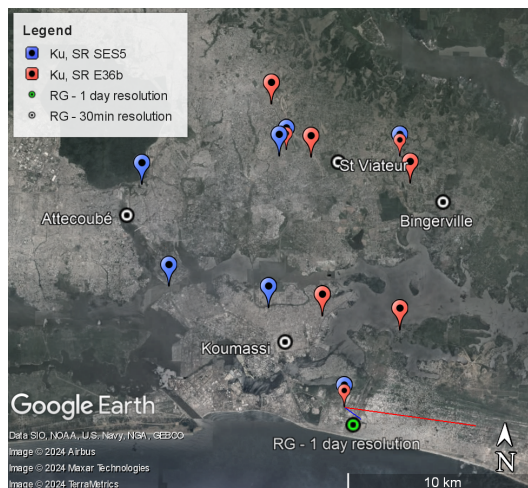 Legend
Ku, SR SES5
Ku, SR E36b
RG - 1 day resolution
RG - 30min resolution
St Viateur
Attecoubé
Bingerville
Koumassi
Google Earth
RG - 1 day resolution
Data SIO, NOAA, U.S. Navy, NGA, GEBCO
Image © 2024 Airbus
Image © 2024 Maxar Technologies
Image © 2024 TerraMetrics
N
10 km